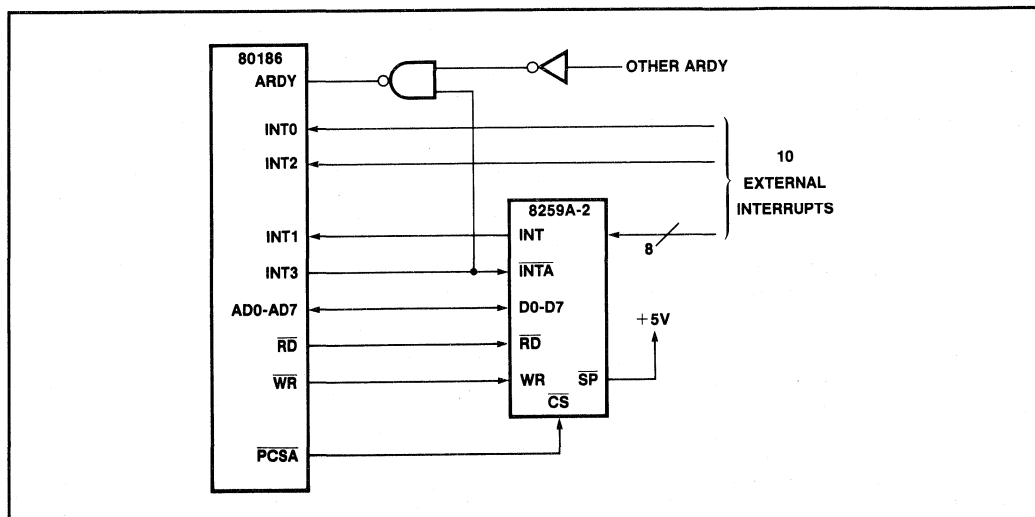 80186
ARDY
OTHER ARDY
INT0
INT2
10
EXTERNAL
INTERRUPTS
8259A-2
INT1
INT
8
INT3
INTA
AD0-AD7
D0-D7
+5V
RD
RD
WR
WR
SP
CS
PCSA